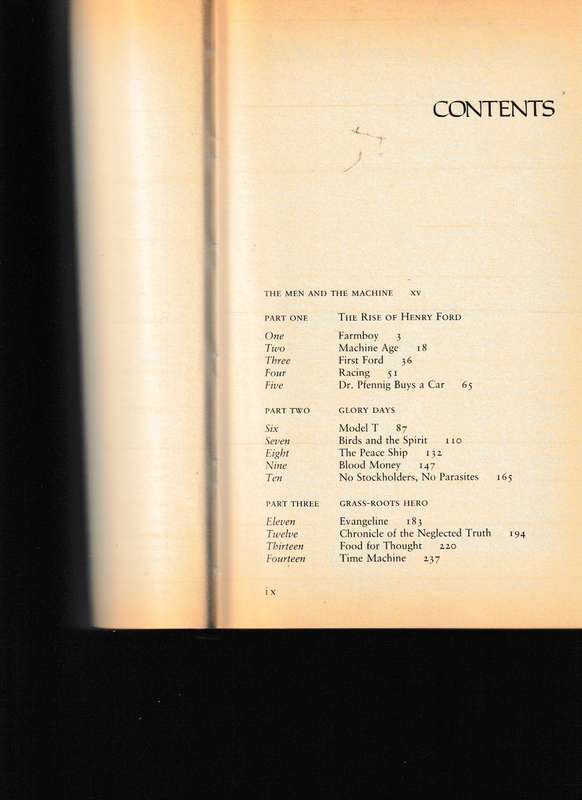 CONTENTS
THE MEN AND THE MACHINE XV
PART ONE THE RISE OF HENRY FORD
One Farmboy 3
Two Machine Age 18
Three First Ford 36
Four Racing 51
Five Dr. Pfennig Buys a Car 65
PART TWO GLORY DAYS
Six Model T 87
Seven Birds and the Spirit 110
Eight The Peace Ship 132
Nine Blood Money 147
Ten No Stockholders, No Parasites 165
PART THREE GRASS-ROOTS HERO
Eleven Evangeline 183
Twelve Chronicle of the Neglected Truth 194
Thirteen Food for Thought 220
Fourteen Time Machine 237
ix